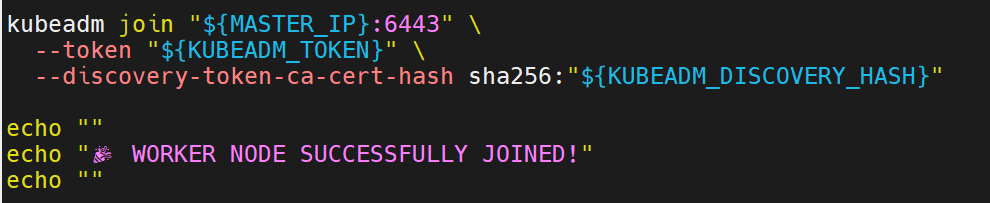 kubeadm join "${MASTER_IP}:6443" \
  --token "${KUBEADM_TOKEN}" \
  --discovery-token-ca-cert-hash sha256:"${KUBEADM_DISCOVERY_HASH}"

echo ""
echo "🎉 WORKER NODE SUCCESSFULLY JOINED!"
echo ""